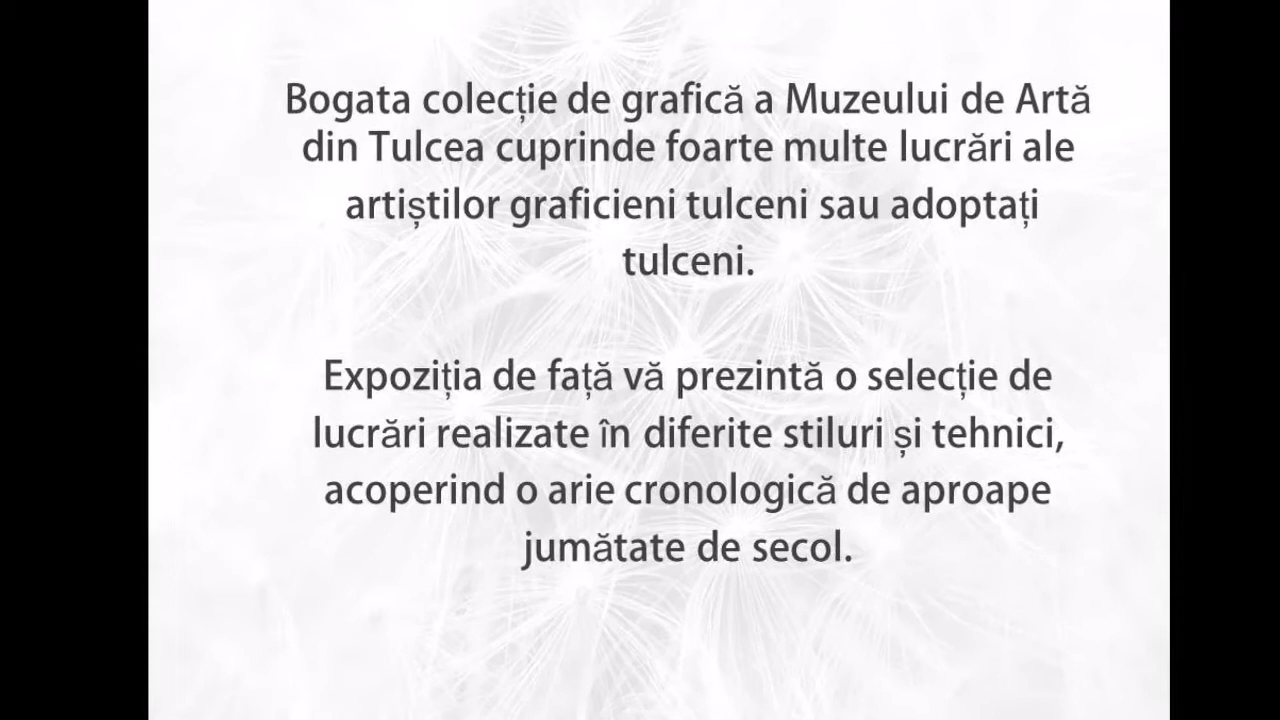 Bogata colecție de grafică a Muzeului de Artă
din Tulcea cuprinde foarte multe lucrări ale
artiștilor graficieni tulceni sau adoptați
tulceni.
Expoziția de față vă prezintă o selecție de
lucrări realizate în diferite stiluri și tehnici,
acoperind o arie cronologică de aproape
jumătate de secol.